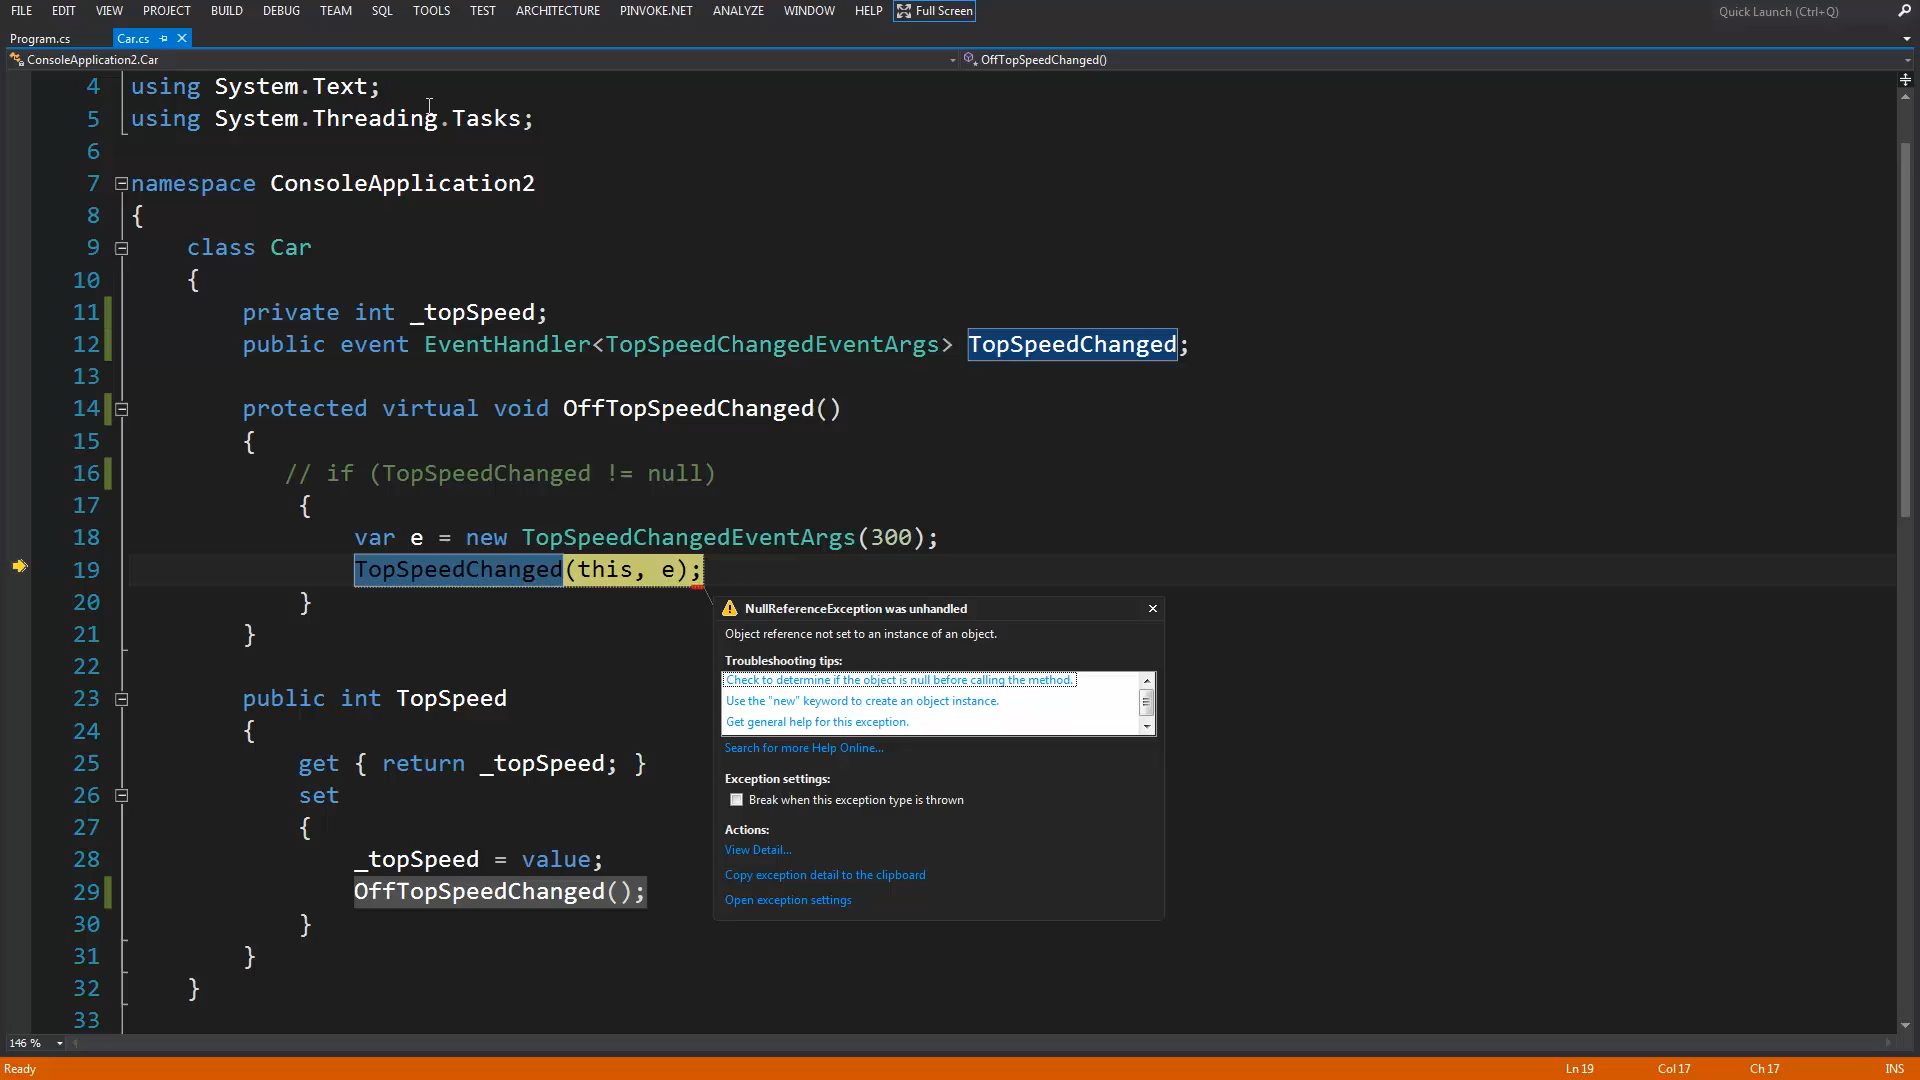 FILE EDIT VIEW PROJECT BUILD DEBUG TEAM SQL TOOLS TEST ARCHITECTURE PINVOKE.NET ANALYZE WINDOW HELP Full Screen Quick Launch (Ctrl+Q)
Program.cs Car.cs
ConsoleApplication2.Car OffTopSpeedChanged()
4 using System.Text;
5 using System.Threading.Tasks;
6
7 namespace ConsoleApplication2
8 {
9 class Car
10 {
11 private int _topSpeed;
12 public event EventHandler<TopSpeedChangedEventArgs> TopSpeedChanged;
13
14 protected virtual void OffTopSpeedChanged()
15 {
16 // if (TopSpeedChanged != null)
17 {
18 var e = new TopSpeedChangedEventArgs(300);
19 TopSpeedChanged(this, e);
20 }
21 }
22
23 public int TopSpeed
24 {
25 get { return _topSpeed; }
26 set
27 {
28 _topSpeed = value;
29 OffTopSpeedChanged();
30 }
31 }
32 }
33
NullReferenceException was unhandled
Object reference not set to an instance of an object.
Troubleshooting tips:
Check to determine if the object is null before calling the method.
Use the "new" keyword to create an object instance.
Get general help for this exception.
Search for more Help Online...
Exception settings:
Break when this exception type is thrown
Actions:
View Detail...
Copy exception detail to the clipboard
Open exception settings
146 %
Ready Ln 19 Col 17 Ch 17 INS